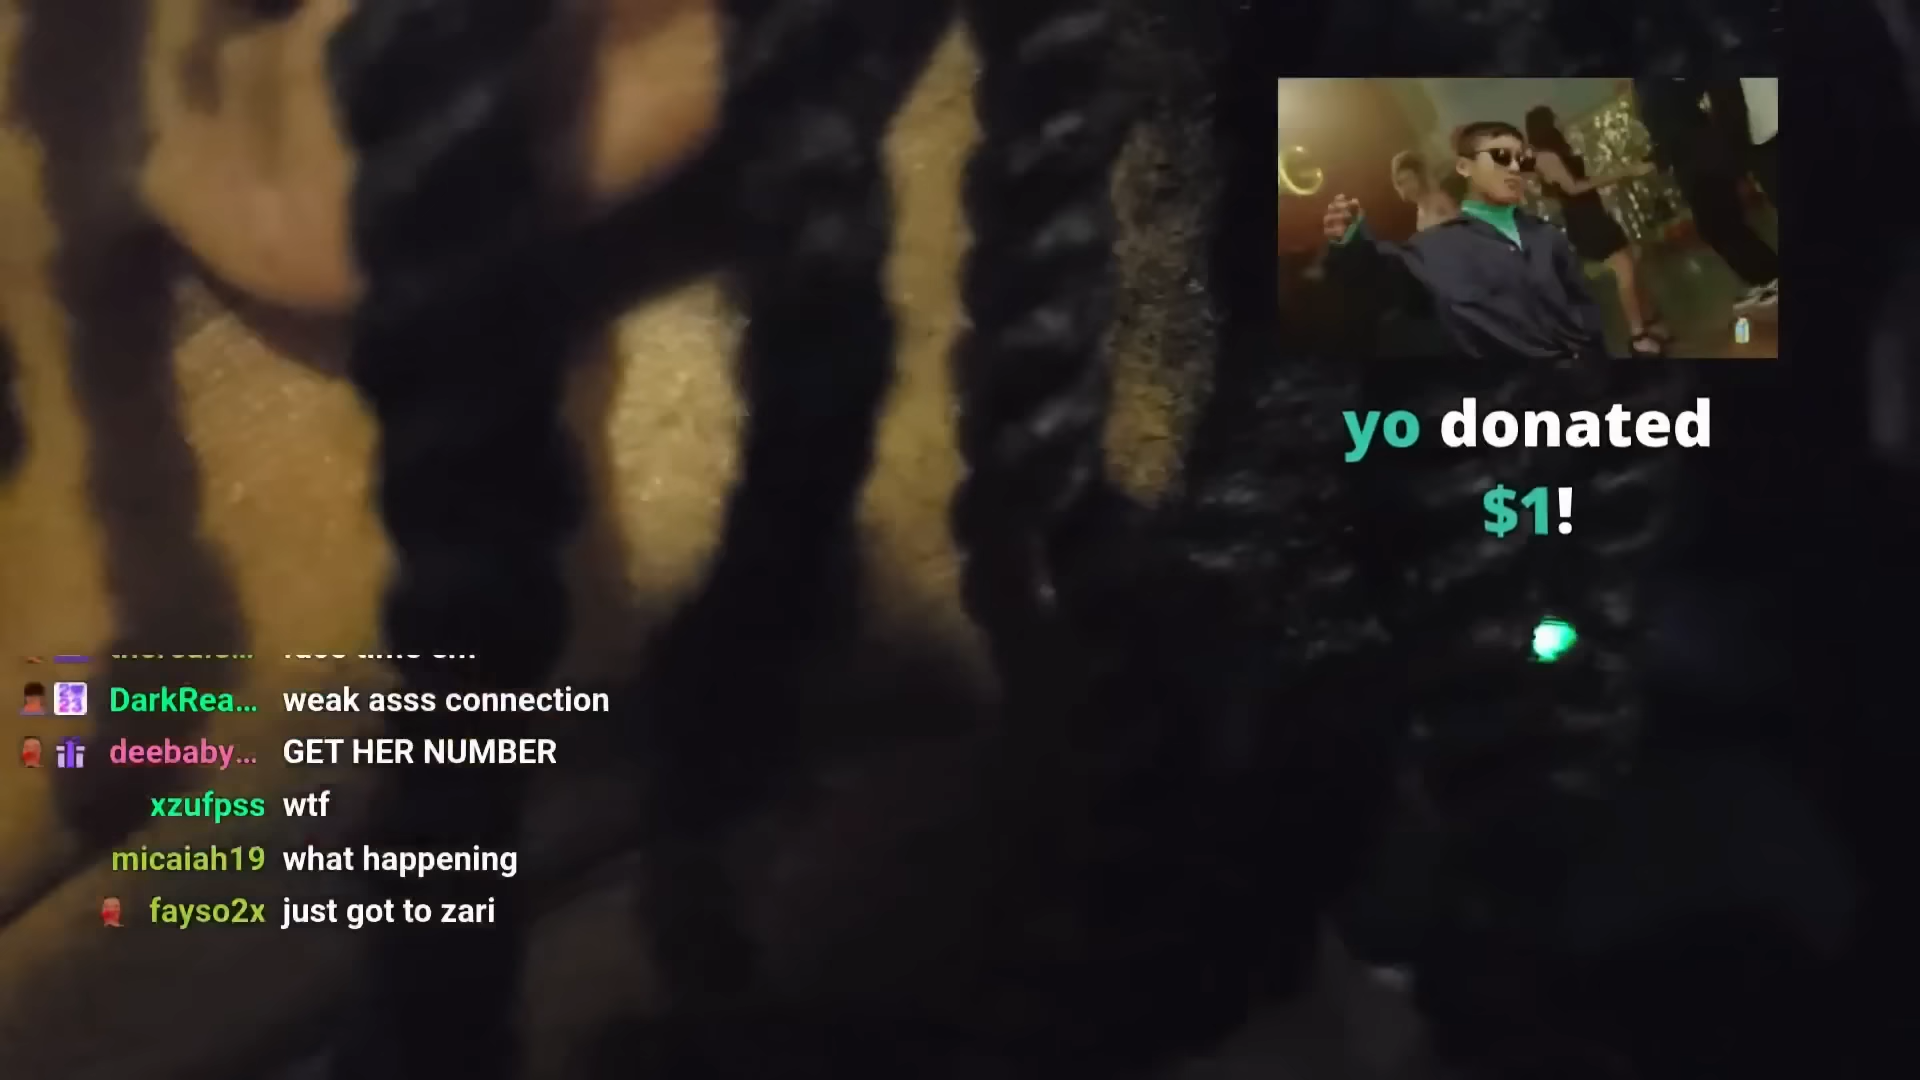 DarkRea... weak asss connection
deebaby... GET HER NUMBER
xzufpss wtf
micaiah19 what happening
fayso2x just got to zari
yo donated
$1!